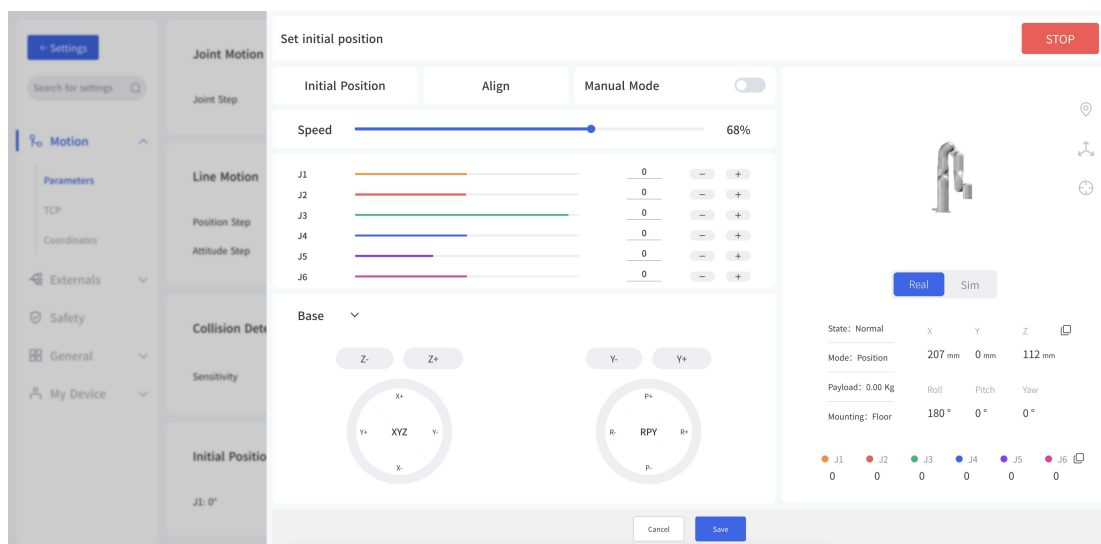 ← Settings
Search for settings
Motion
Parameters
TCP
Coordinates
Externals
Safety
General
My Device
Joint Motion
Joint Step
Line Motion
Position Step
Attitude Step
Collision Dete
Sensitivity
Initial Positio
J1: 0°
Set initial position
STOP
Initial Position Align Manual Mode
Speed 68%
J1 0 − +
J2 0 − +
J3 0 − +
J4 0 − +
J5 0 − +
J6 0 − +
Base
Z- Z+ Y- Y+
X+
Y+ XYZ Y-
X-
P+
R- RPY R+
P-
Real Sim
State: Normal X Y Z
Mode: Position 207 mm 0 mm 112 mm
Payload: 0.00 Kg Roll Pitch Yaw
Mounting: Floor 180 ° 0 ° 0 °
J1 J2 J3 J4 J5 J6
0 0 0 0 0 0
Cancel Save